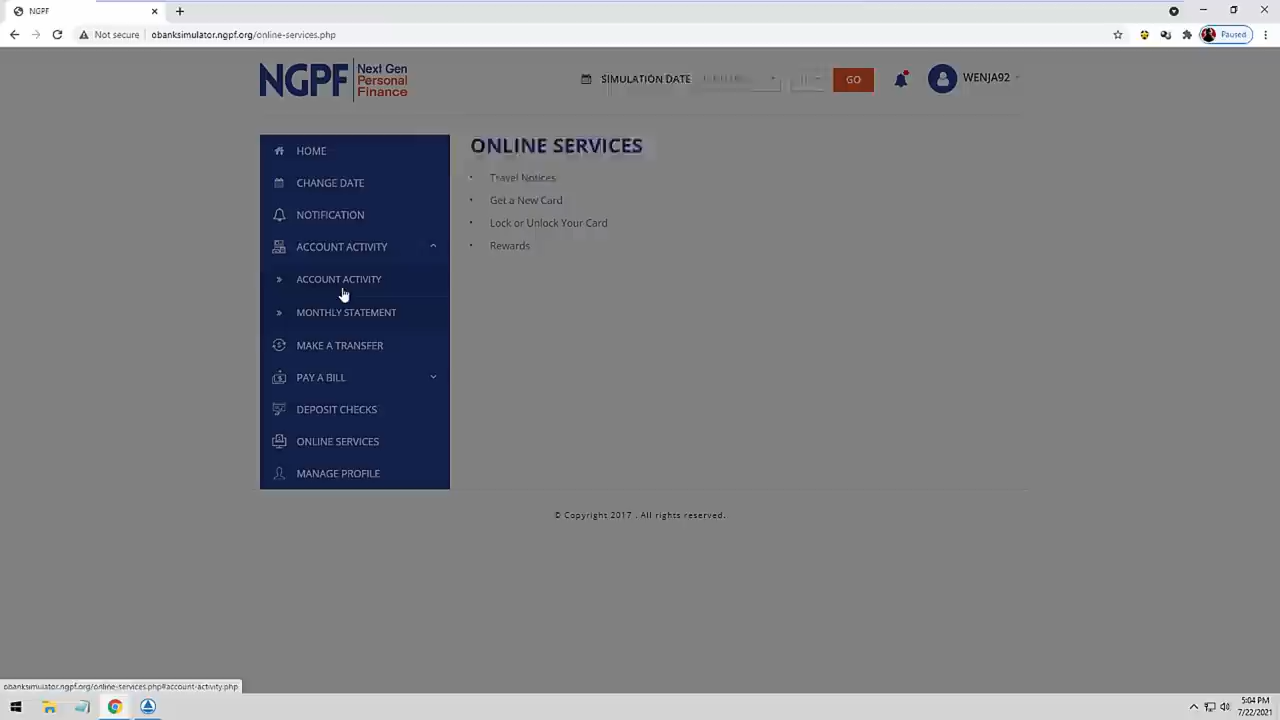 NGPF
Not secure | obanksimulator.ngpf.org/online-services.php
Paused
NGPF Next Gen
Personal
Finance
SIMULATION DATE
GO
WENJA92
HOME
CHANGE DATE
NOTIFICATION
ACCOUNT ACTIVITY
ACCOUNT ACTIVITY
MONTHLY STATEMENT
MAKE A TRANSFER
PAY A BILL
DEPOSIT CHECKS
ONLINE SERVICES
MANAGE PROFILE
ONLINE SERVICES
Travel Notices
Get a New Card
Lock or Unlock Your Card
Rewards
© Copyright 2017 . All rights reserved.
obanksimulator.ngpf.org/online-services.php#account-activity.php
5:04 PM
7/22/2021